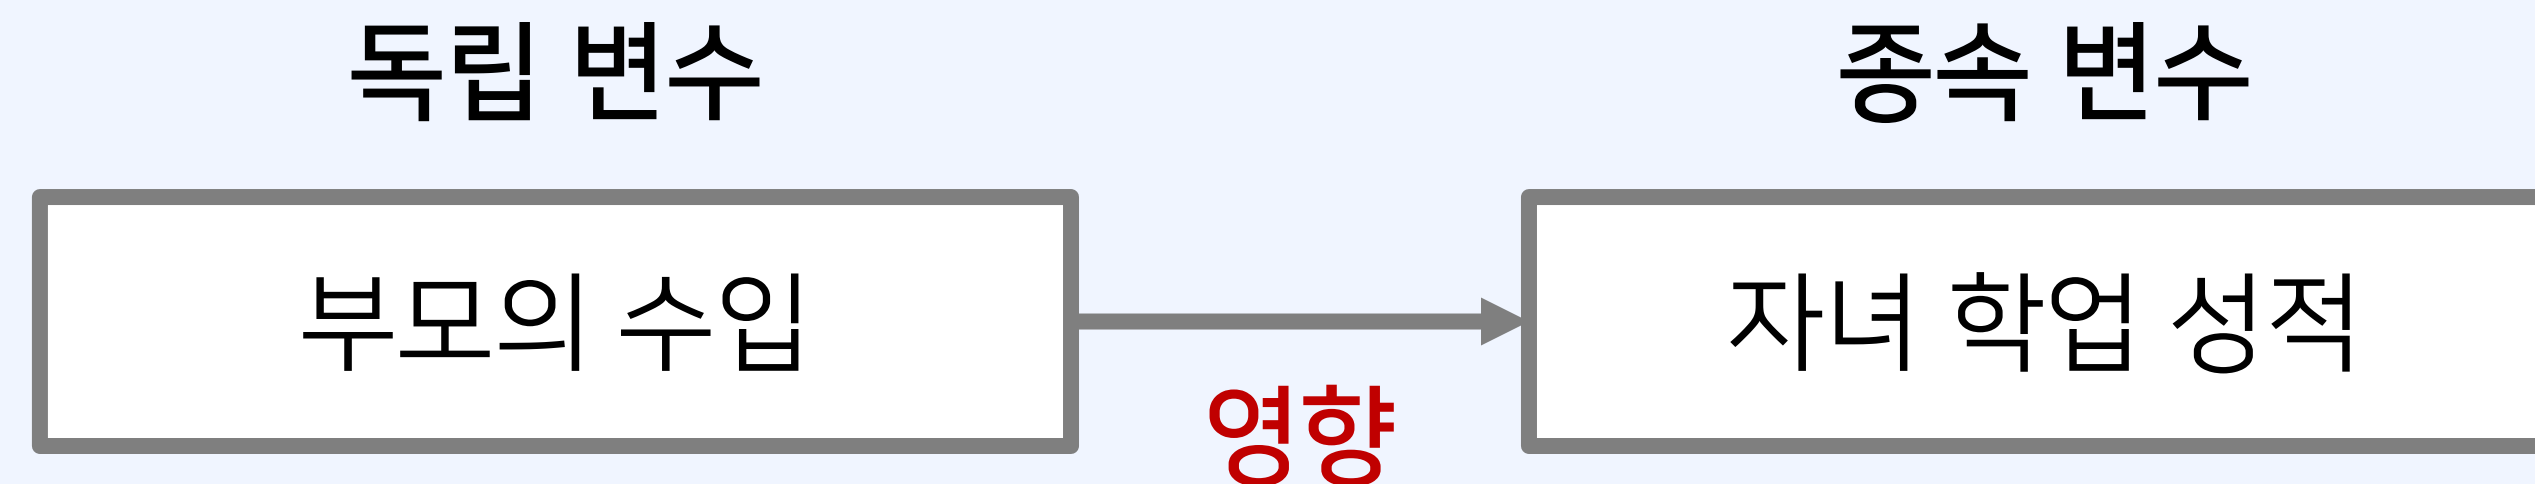 독립 변수
종속 변수
부모의 수입
자녀 학업 성적
영향